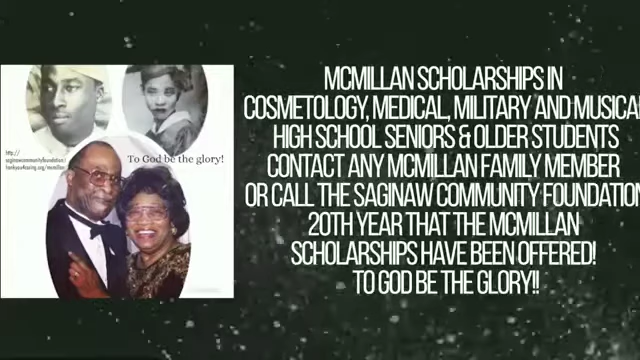 http://
saginawcommunityfoundation.
To God be the glory!
MCMILLAN SCHOLARSHIPS IN
COSMETOLOGY, MEDICAL, MILITARY AND MUSICA
HIGH SCHOOL SENIORS & OLDER STUDENTS
CONTACT ANY MCMILLAN FAMILY MEMBER
OR CALL THE SAGINAW COMMUNITY FOUNDATION
20TH YEAR THAT THE MCMILLAN
SCHOLARSHIPS HAVE BEEN OFFERED!
TO GOD BE THE GLORY!!